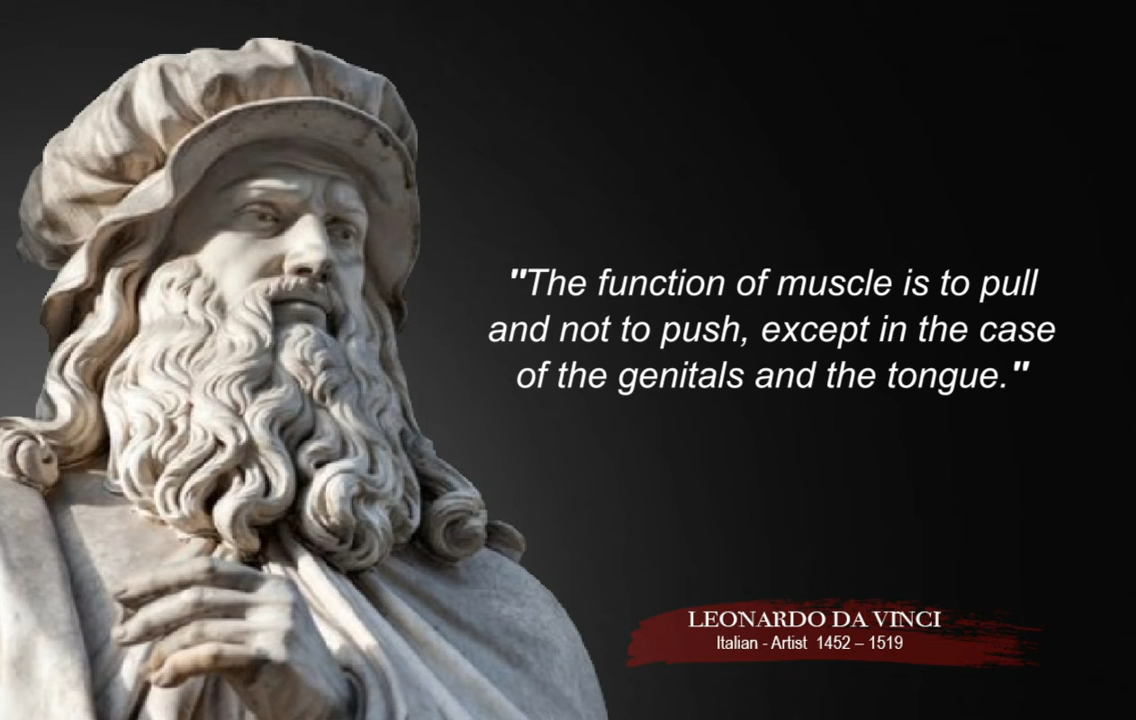 "The function of muscle is to pull
and not to push, except in the case
of the genitals and the tongue."
LEONARDO DA VINCI
Italian - Artist 1452 – 1519